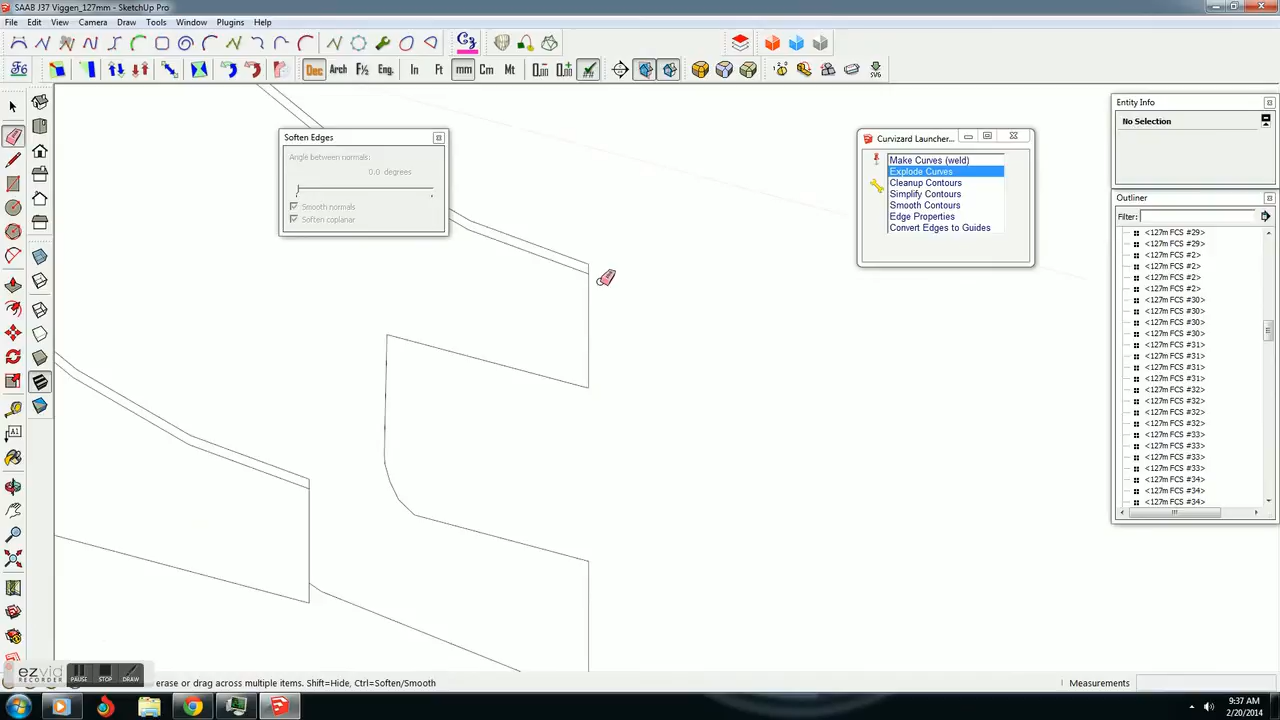 SAAB J37 Viggen_127mm - SketchUp Pro
File Edit View Camera Draw Tools Window Plugins Help
Dec Arch Eng. In Ft mm Cm Mt
SVG
Soften Edges
Angle between normals:
0.0 degrees
Smooth normals
Soften coplanar
Curvizard Launcher...
Make Curves (weld)
Explode Curves
Cleanup Contours
Simplify Contours
Smooth Contours
Edge Properties
Convert Edges to Guides
Entity Info
No Selection
Outliner
Filter:
<127m FCS #29>
<127m FCS #29>
<127m FCS #2>
<127m FCS #2>
<127m FCS #2>
<127m FCS #2>
<127m FCS #30>
<127m FCS #30>
<127m FCS #30>
<127m FCS #30>
<127m FCS #31>
<127m FCS #31>
<127m FCS #31>
<127m FCS #31>
<127m FCS #32>
<127m FCS #32>
<127m FCS #32>
<127m FCS #32>
<127m FCS #33>
<127m FCS #33>
<127m FCS #33>
<127m FCS #33>
<127m FCS #34>
<127m FCS #34>
<127m FCS #34>
A1
ezvid
RECORDER
PAUSE STOP DRAW
erase or drag across multiple items. Shift=Hide, Ctrl=Soften/Smooth
Measurements
9:37 AM
2/20/2014